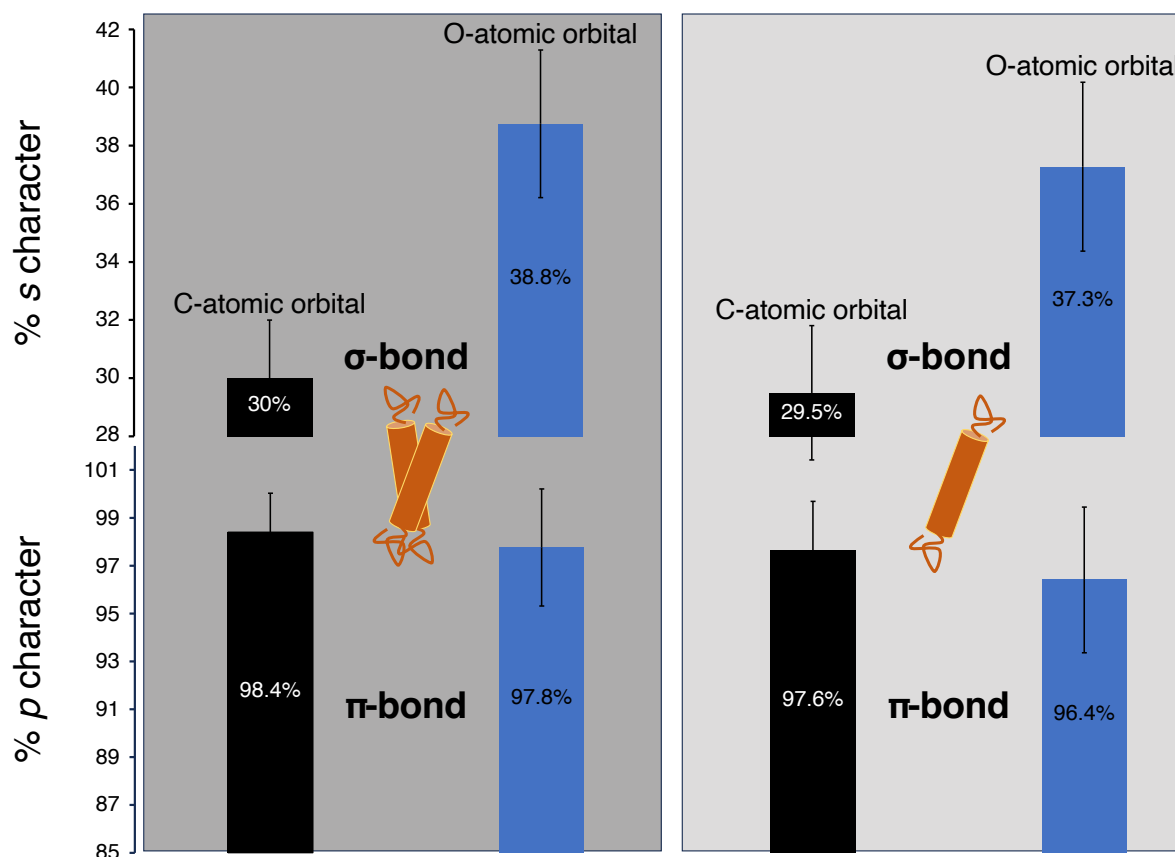 % s character
42
40
38
36
34
32
30
28
% p character
101
99
97
95
93
91
89
87
85
O-atomic orbital
38.8%
C-atomic orbital
30%
σ-bond
98.4%
97.8%
π-bond
O-atomic orbital
37.3%
C-atomic orbital
29.5%
σ-bond
97.6%
96.4%
π-bond